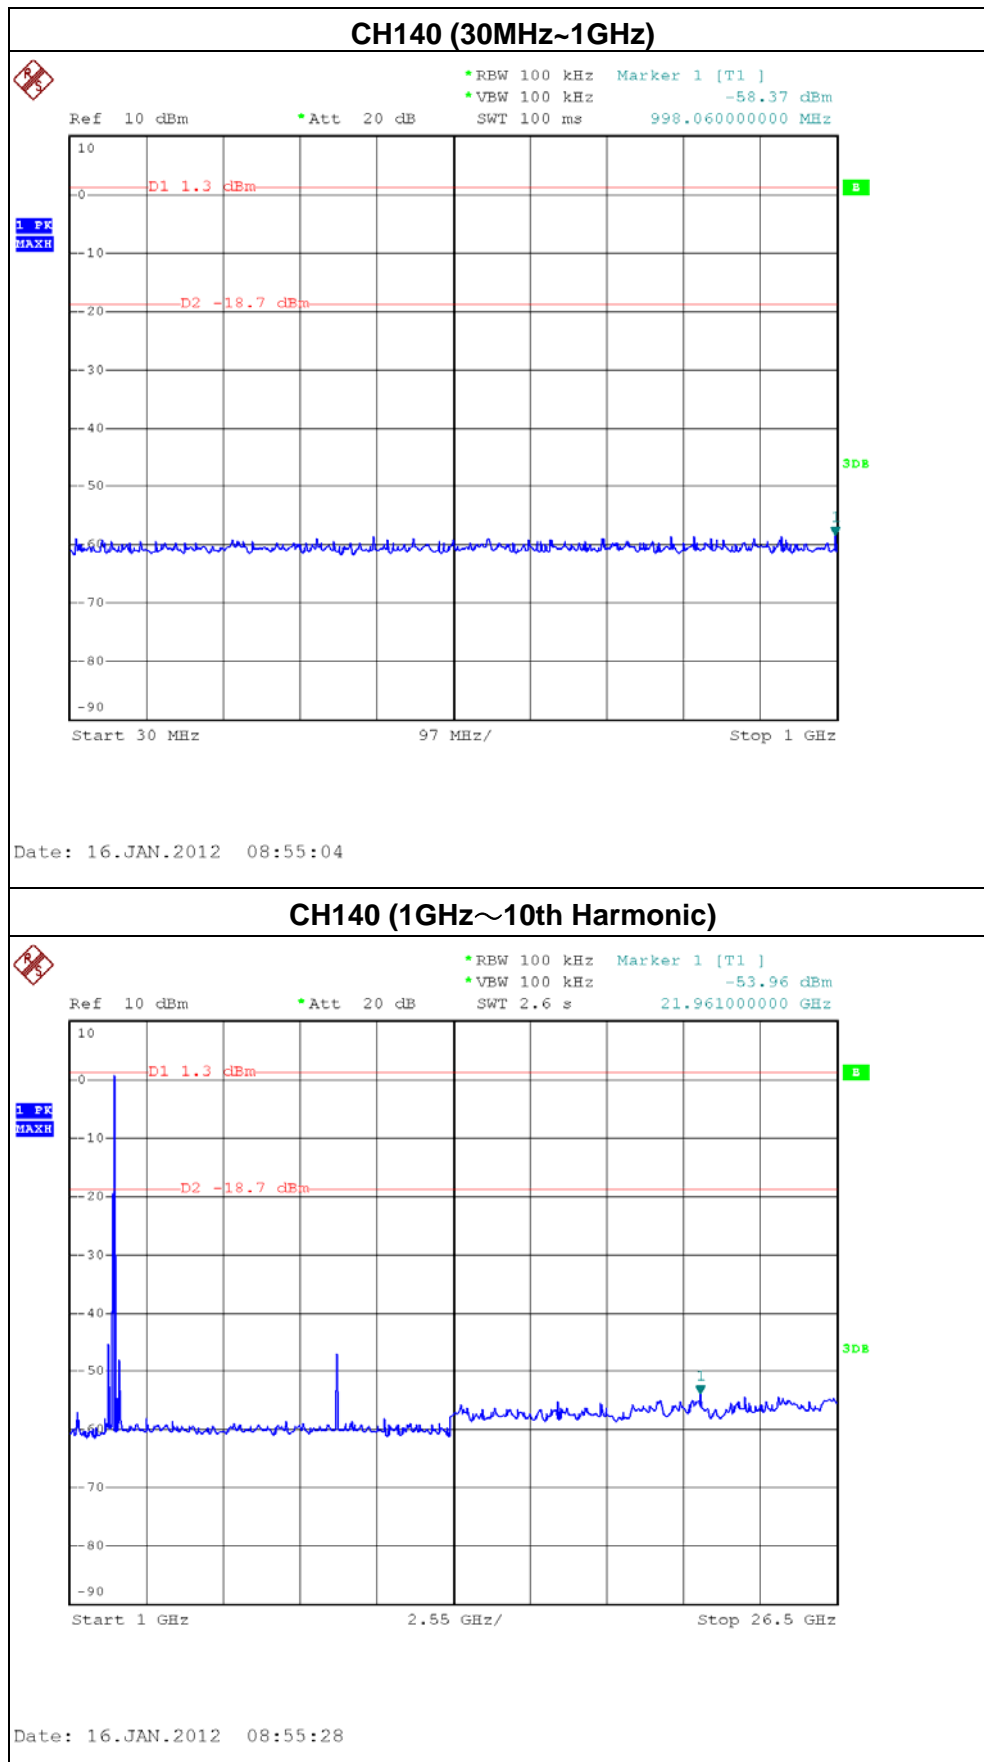 CH140 (30MHz~1GHz)
R S
*RBW 100 kHz Marker 1 [T1 ]
*VBW 100 kHz -58.37 dBm
Ref 10 dBm *Att 20 dB SWT 100 ms 998.060000000 MHz
10
D1 1.3 dBm
B
0
1 PK
MAXH
-10
D2 -18.7 dBm
-20
-30
-40
3DB
-50
1
-60
-70
-80
-90
Start 30 MHz 97 MHz/ Stop 1 GHz
Date: 16.JAN.2012 08:55:04
CH140 (1GHz～10th Harmonic)
R S
*RBW 100 kHz Marker 1 [T1 ]
*VBW 100 kHz -53.96 dBm
Ref 10 dBm *Att 20 dB SWT 2.6 s 21.961000000 GHz
10
D1 1.3 dBm
B
0
1 PK
MAXH
-10
D2 -18.7 dBm
-20
-30
-40
3DB
-50
1
-60
-70
-80
-90
Start 1 GHz 2.55 GHz/ Stop 26.5 GHz
Date: 16.JAN.2012 08:55:28